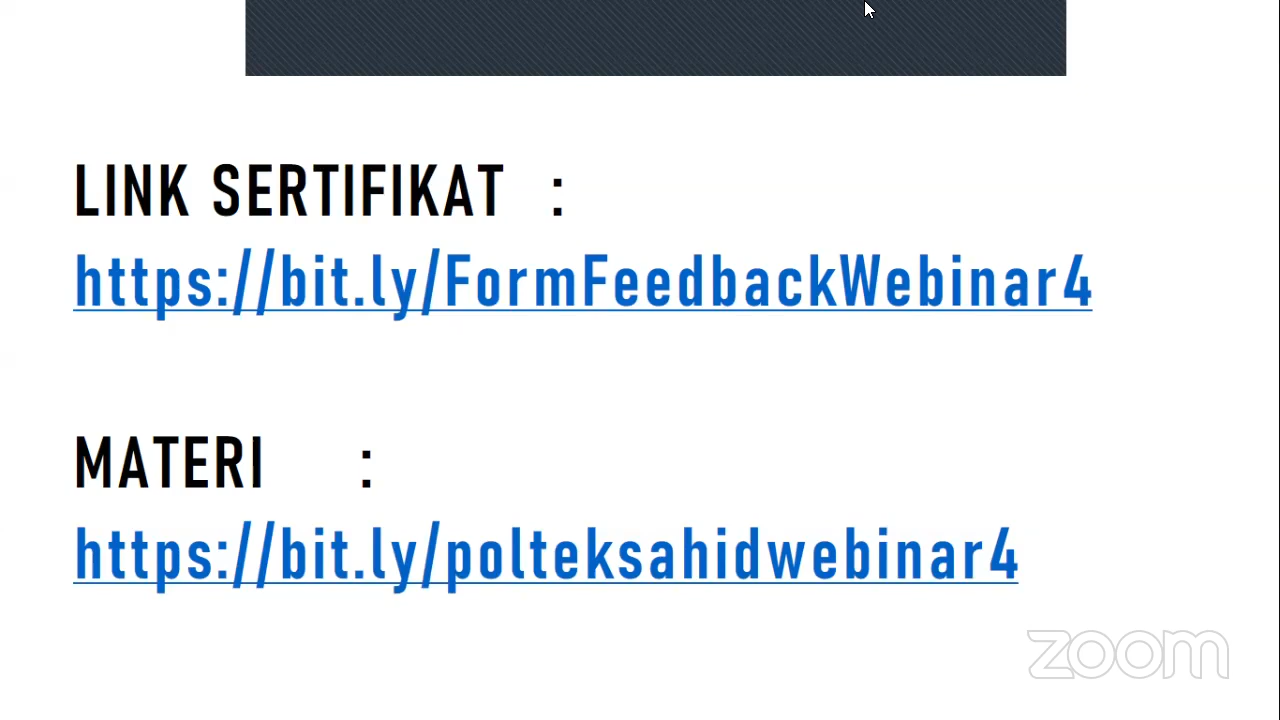 LINK SERTIFIKAT :
https://bit.ly/FormFeedbackWebinar4
MATERI :
https://bit.ly/polteksahidwebinar4
zoom